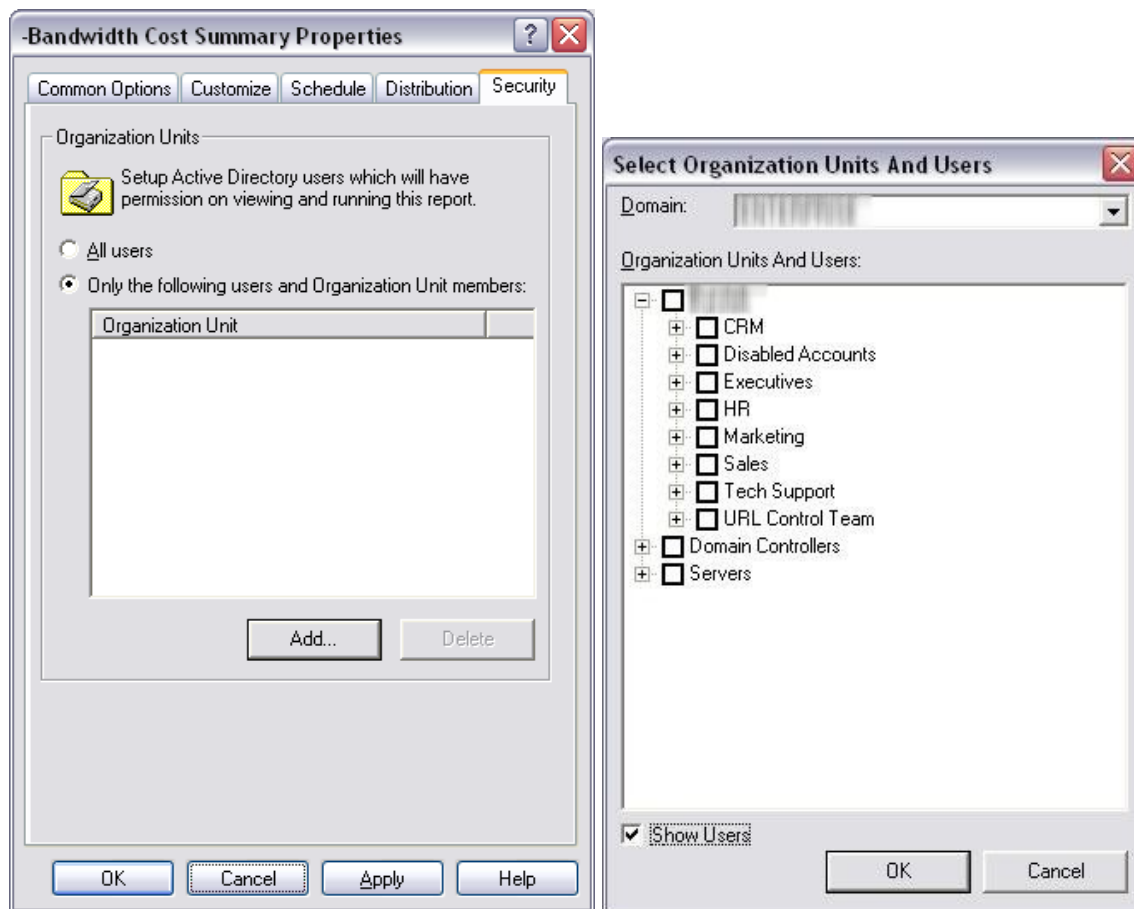 -Bandwidth Cost Summary Properties
?
Common Options
Customize
Schedule
Distribution
Security
Organization Units
Setup Active Directory users which will have
permission on viewing and running this report.
All users
Only the following users and Organization Unit members:
Organization Unit
Add...
Delete
OK
Cancel
Apply
Help
Select Organization Units And Users
Domain:
Organization Units And Users:
CRM
Disabled Accounts
Executives
HR
Marketing
Sales
Tech Support
URL Control Team
Domain Controllers
Servers
Show Users
OK
Cancel